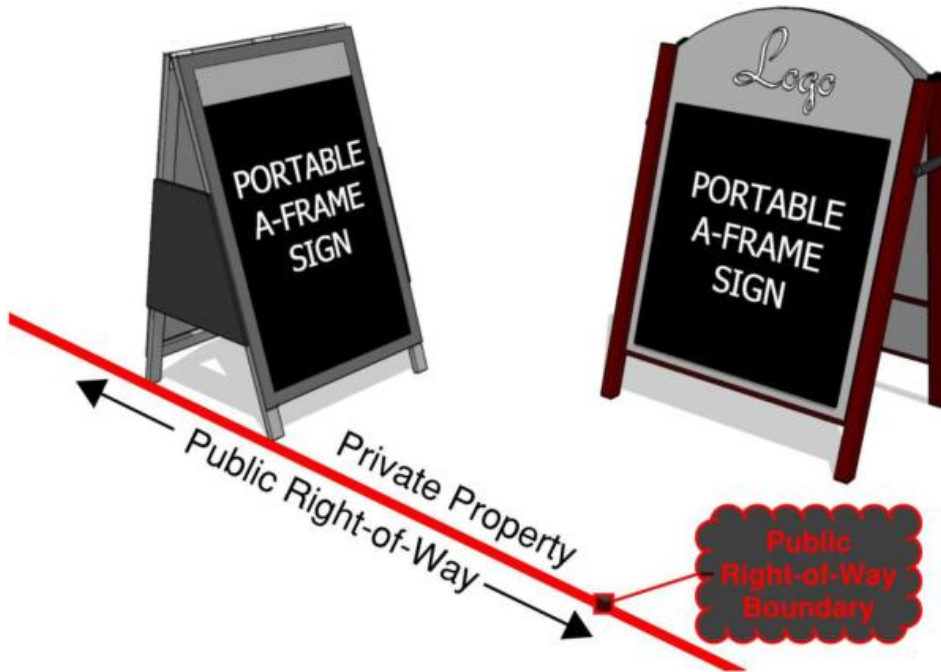 PORTABLE
A-FRAME
SIGN
Logo
PORTABLE
A-FRAME
SIGN
Private Property
Public Right-of-Way
Public
Right-of-Way
Boundary